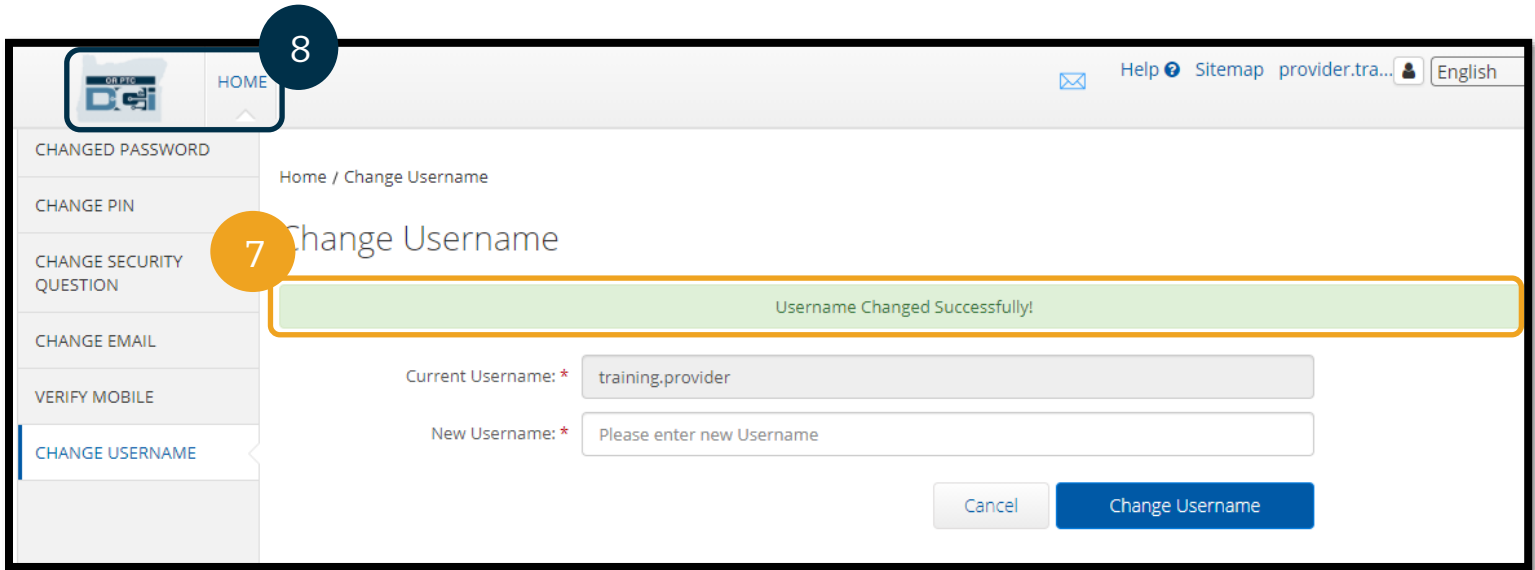 8
OR PTC
DCI
HOME
Help ? Sitemap provider.tra... English
CHANGED PASSWORD
CHANGE PIN
CHANGE SECURITY
QUESTION
CHANGE EMAIL
VERIFY MOBILE
CHANGE USERNAME
Home / Change Username
7
Change Username
Username Changed Successfully!
Current Username: * training.provider
New Username: * Please enter new Username
Cancel Change Username